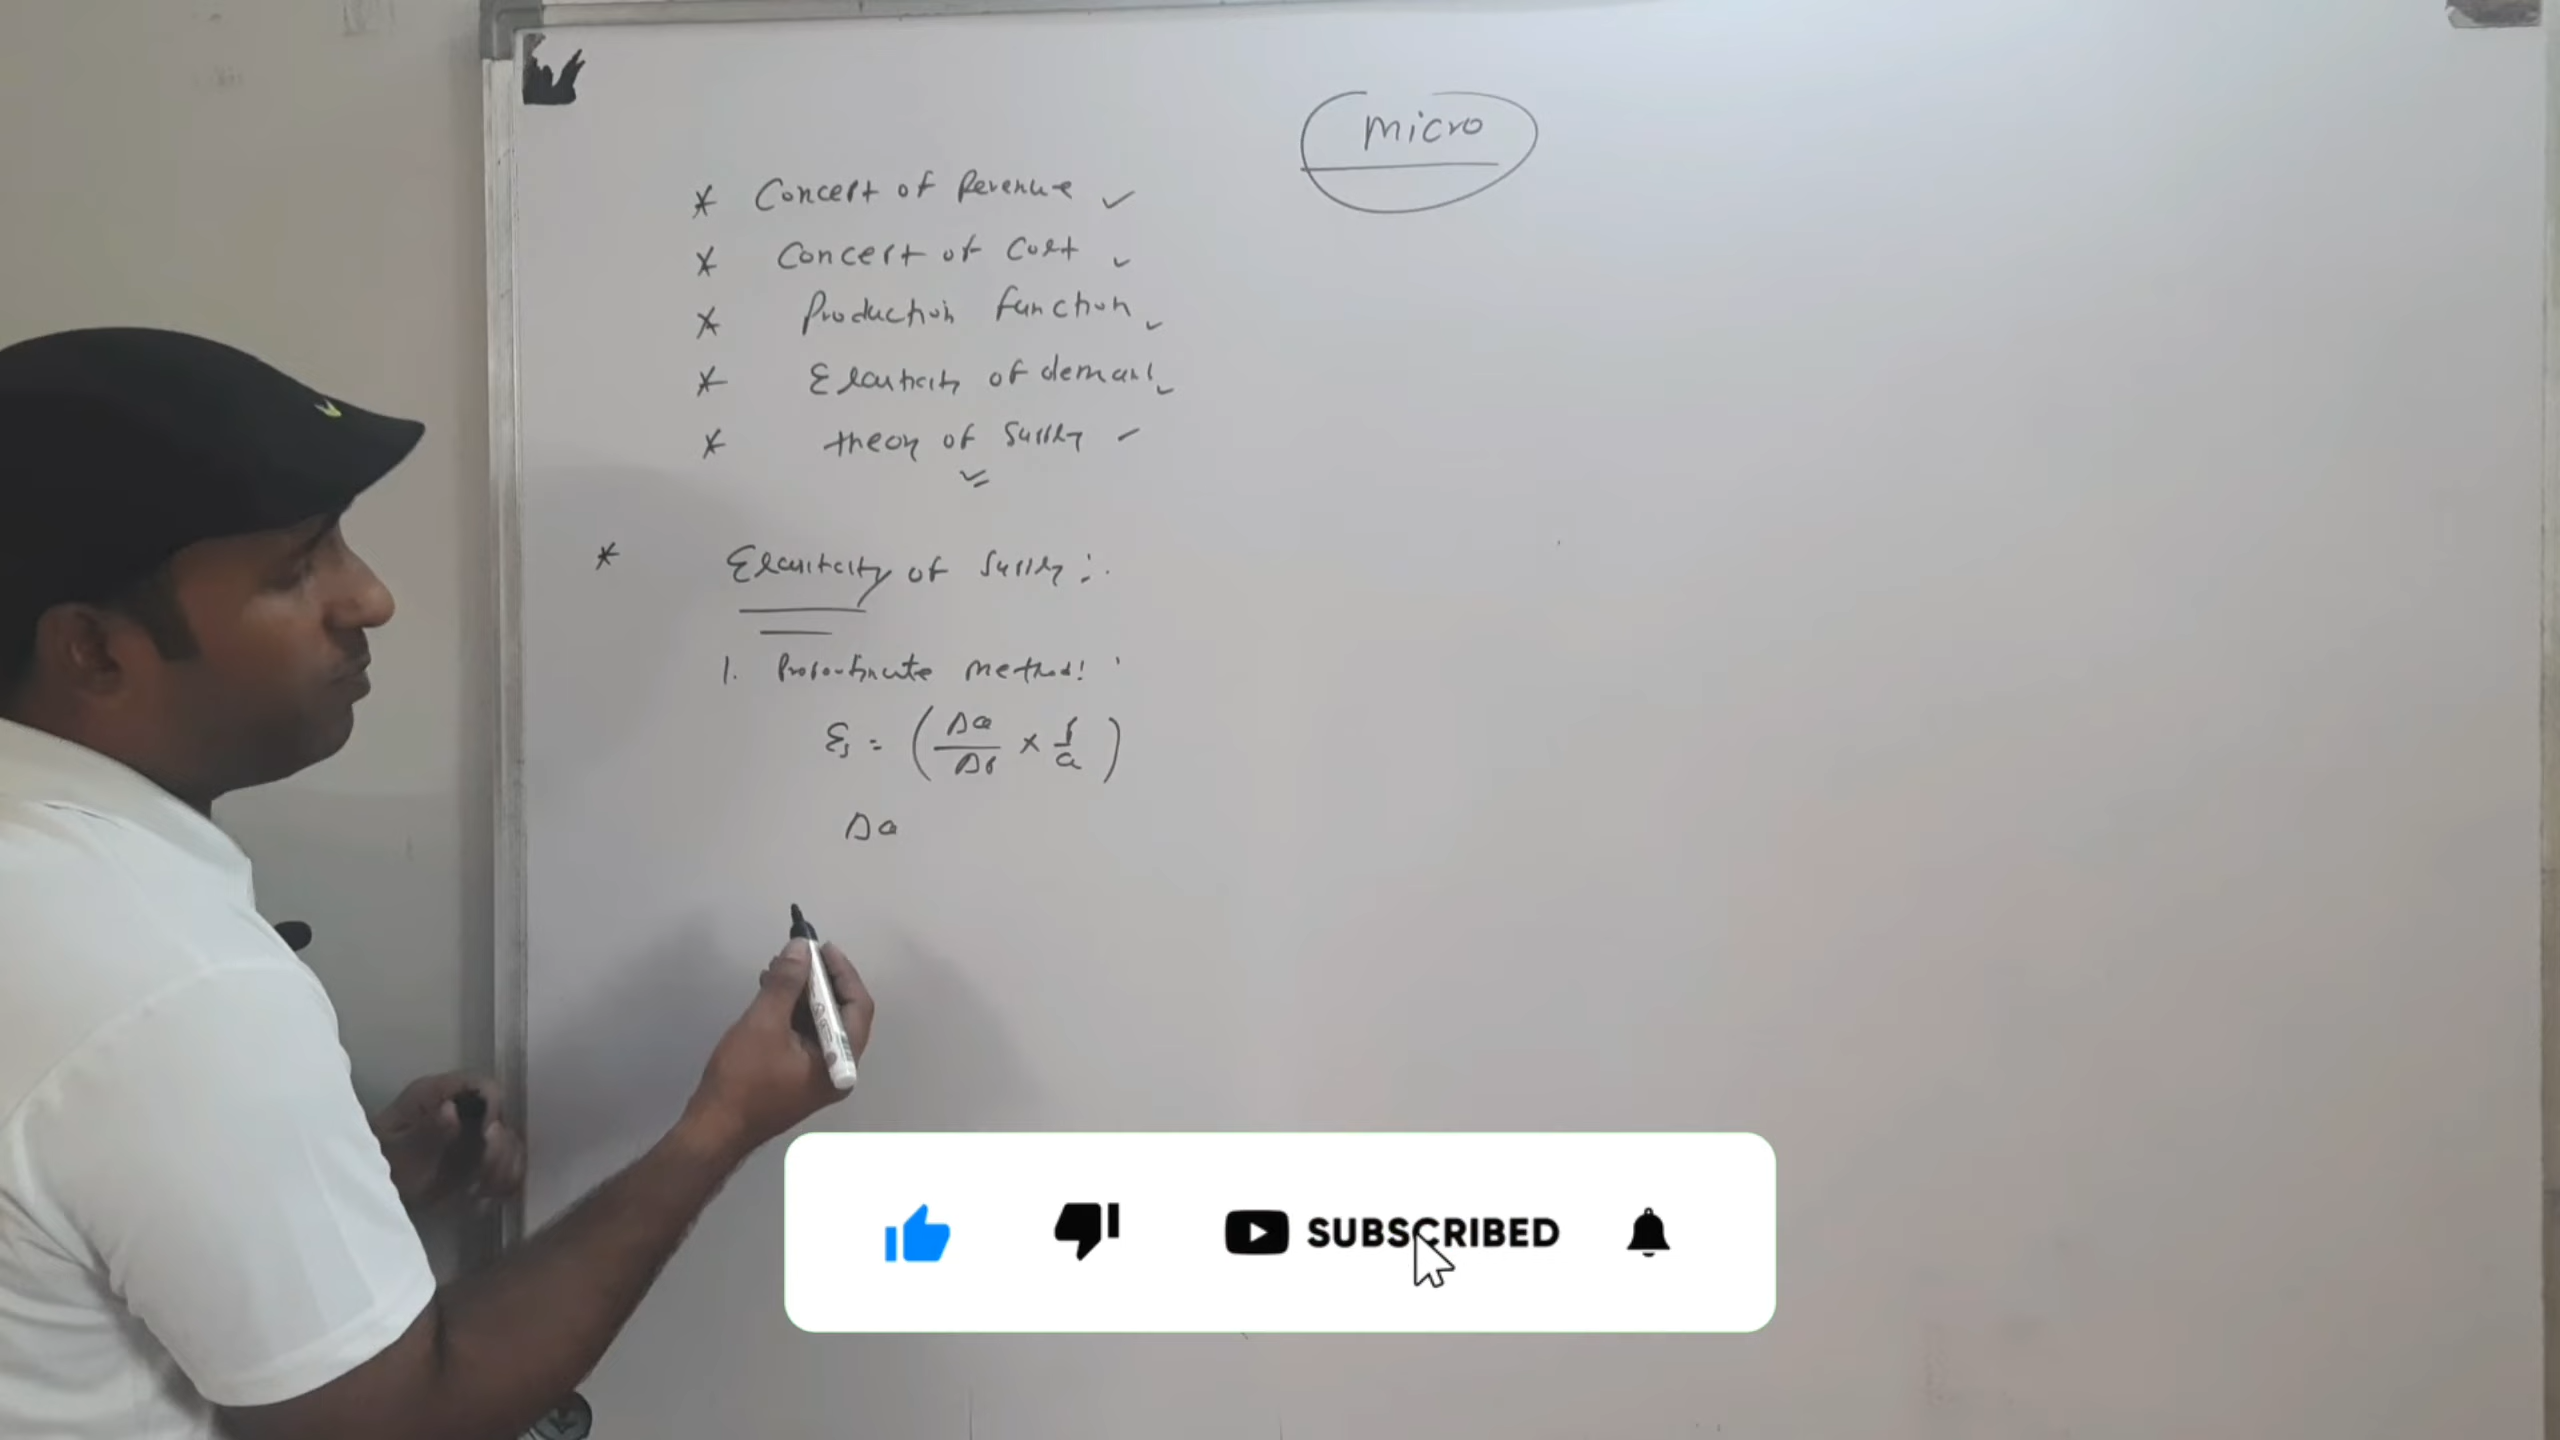 micro
* Concept of Revenue ✓
* Concept of Cost ✓
* Production function ✓
* Elasticity of demand ✓
* theory of Supply ✓
* Elasticity of Supply :.
1. Proportinate method:
Es = (ΔQ/ΔP × P/Q)
ΔQ
SUBSCRIBED